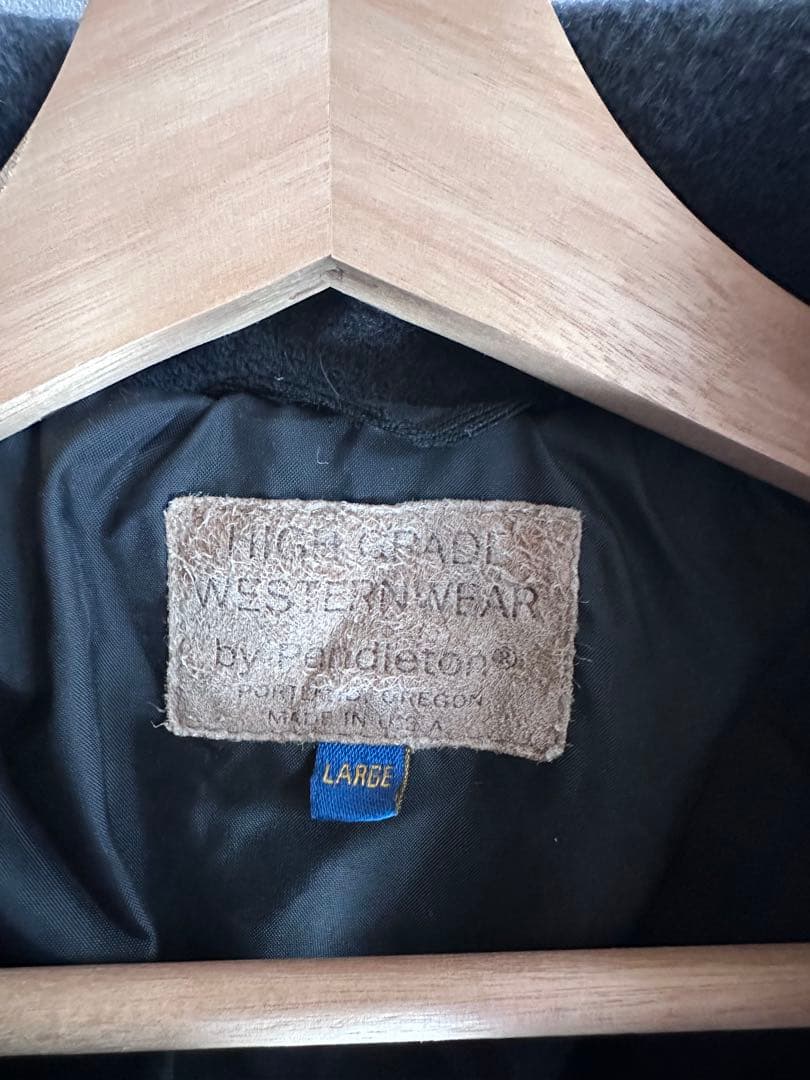 HIGH GRADE
WESTERN WEAR
by Pendleton®
PORTLAND, OREGON
MADE IN U.S.A.
LARGE